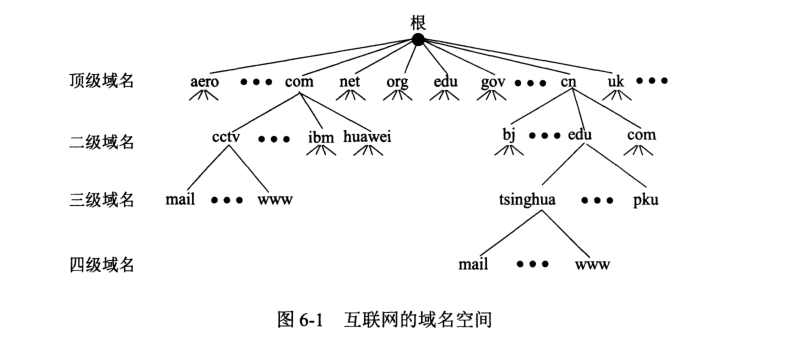 根
顶级域名 aero ••• com net org edu gov ••• cn uk •••
二级域名 cctv ••• ibm huawei bj ••• edu com
三级域名 mail ••• www tsinghua ••• pku
四级域名 mail ••• www
图 6-1 互联网的域名空间